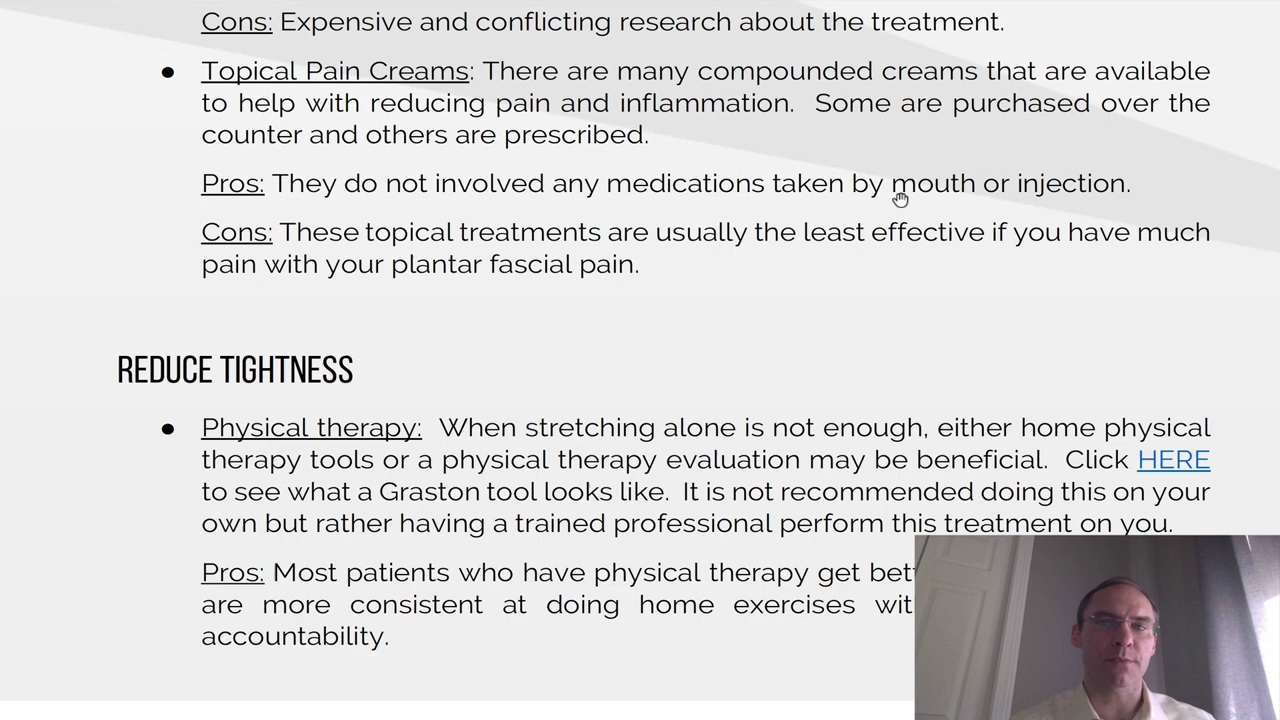 Cons: Expensive and conflicting research about the treatment.
● Topical Pain Creams: There are many compounded creams that are available
to help with reducing pain and inflammation. Some are purchased over the
counter and others are prescribed.
Pros: They do not involved any medications taken by mouth or injection.
Cons: These topical treatments are usually the least effective if you have much
pain with your plantar fascial pain.
REDUCE TIGHTNESS
● Physical therapy: When stretching alone is not enough, either home physical
therapy tools or a physical therapy evaluation may be beneficial. Click HERE
to see what a Graston tool looks like. It is not recommended doing this on your
own but rather having a trained professional perform this treatment on you.
Pros: Most patients who have physical therapy get
are more consistent at doing home exercises
accountability.